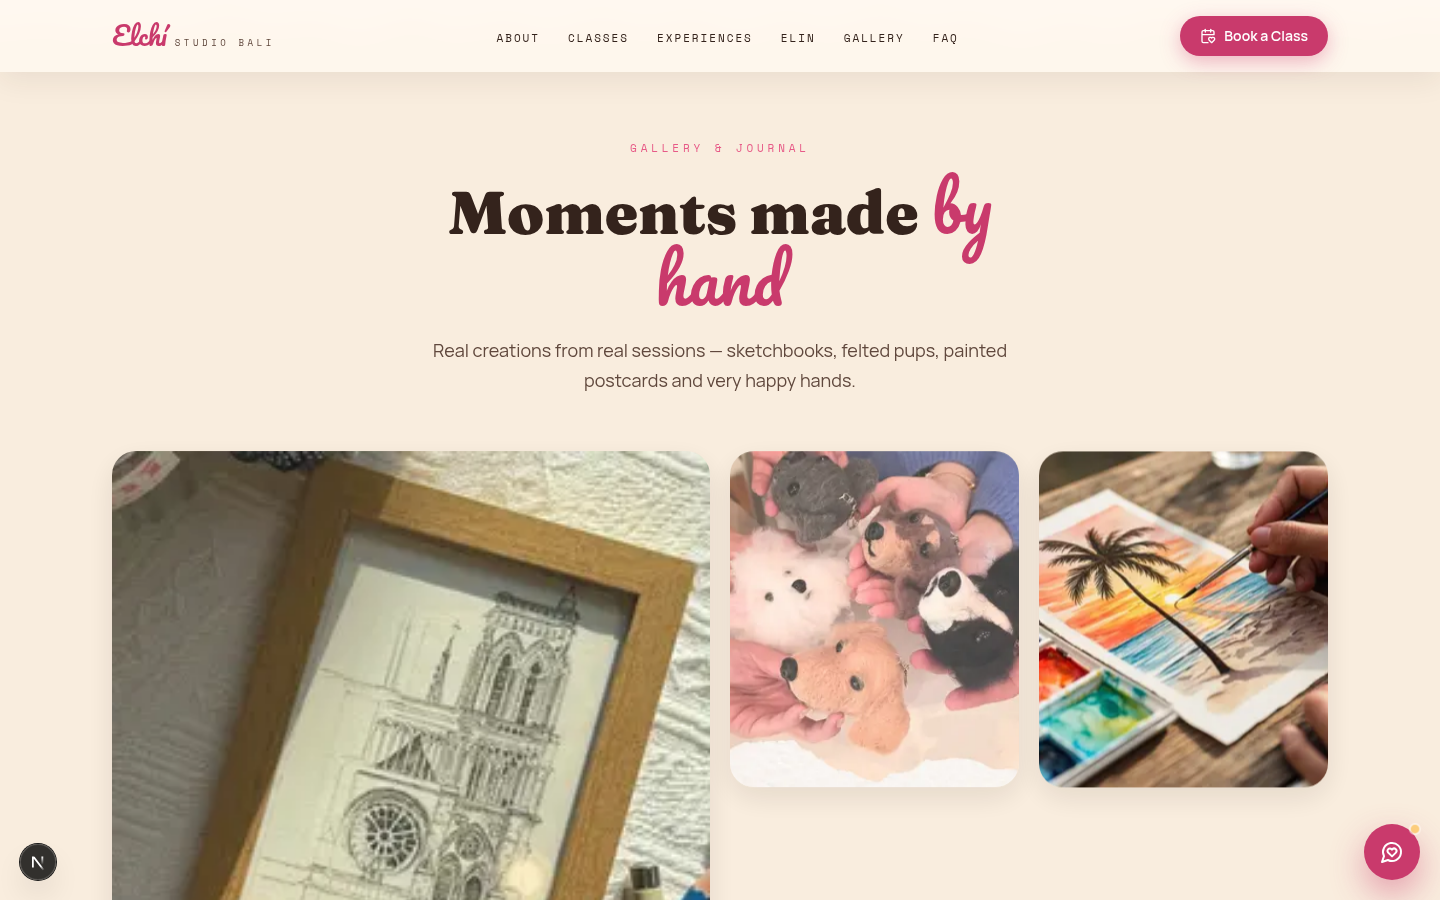 Elchí STUDIO BALI
ABOUT CLASSES EXPERIENCES ELIN GALLERY FAQ
Book a Class
GALLERY & JOURNAL
Moments made by
hand
Real creations from real sessions — sketchbooks, felted pups, painted
postcards and very happy hands.
N